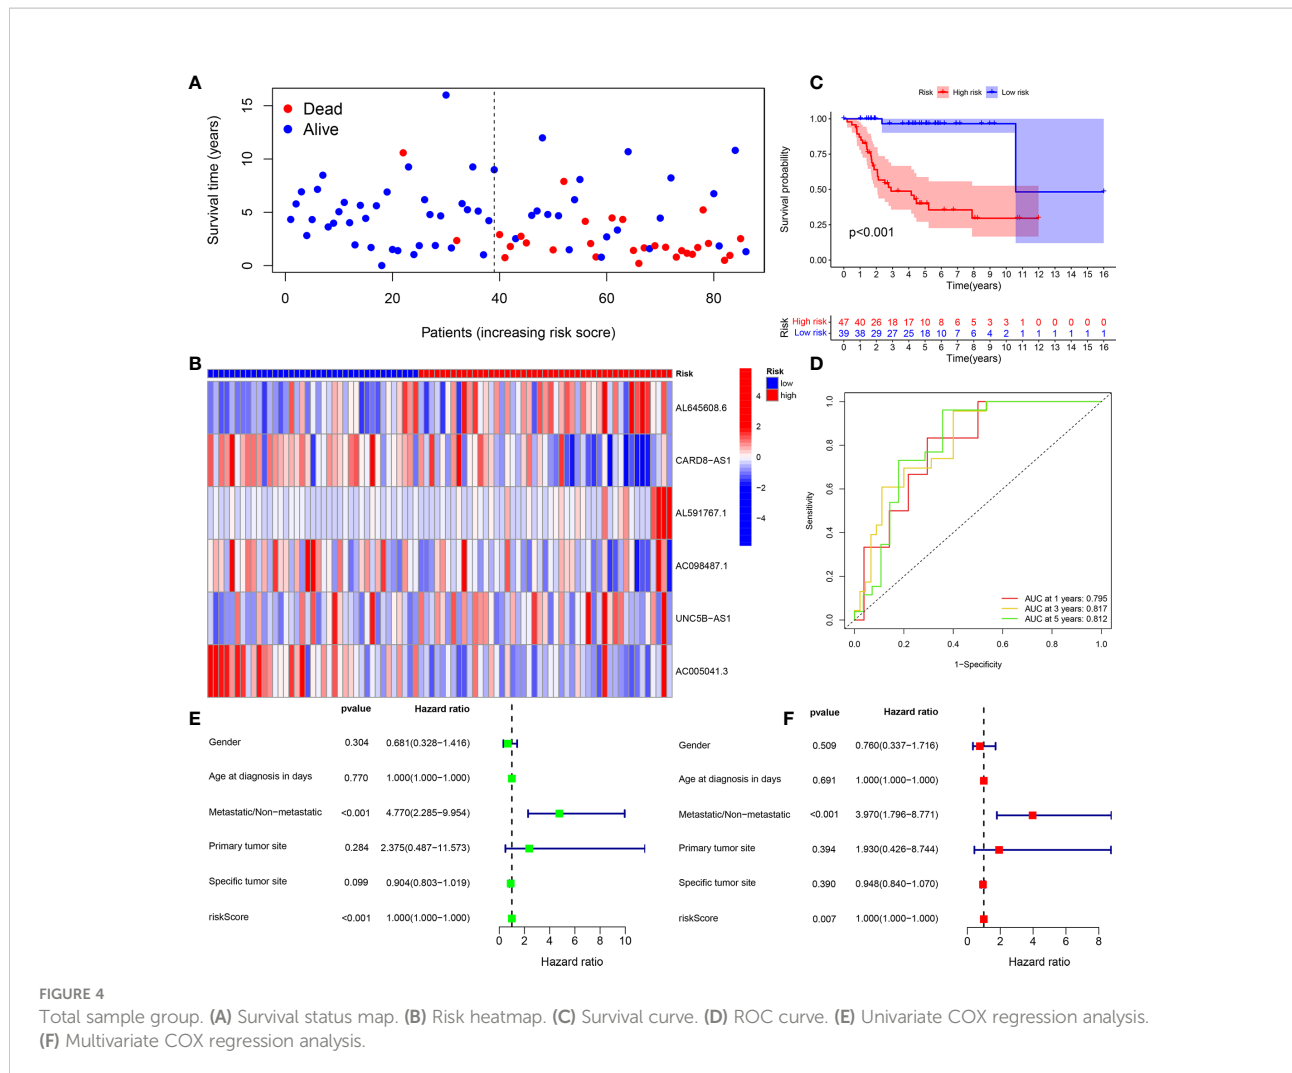 A
Dead
Alive
Survival time (years)
15
10
5
0
0 20 40 60 80
Patients (increasing risk socre)
C
Risk High risk Low risk
Survival probability
1.00
0.75
0.50
0.25
0.00
p<0.001
0 1 2 3 4 5 6 7 8 9 10 11 12 13 14 15 16
Time(years)
Risk
High risk 47 40 26 18 17 10 8 6 5 3 3 1 0 0 0 0 0
Low risk 39 38 29 27 25 18 10 7 6 4 2 1 1 1 1 1 1
0 1 2 3 4 5 6 7 8 9 10 11 12 13 14 15 16
Time(years)
B
Risk
AL645608.6
CARD8−AS1
AL591767.1
AC098487.1
UNC5B−AS1
AC005041.3
4
2
0
−2
−4
Risk
low
high
D
Sensitivity
1.0
0.8
0.6
0.4
0.2
0.0
AUC at 1 years: 0.795
AUC at 3 years: 0.817
AUC at 5 years: 0.812
0.0 0.2 0.4 0.6 0.8 1.0
1−Specificity
E
pvalue Hazard ratio
Gender 0.304 0.681(0.328−1.416)
Age at diagnosis in days 0.770 1.000(1.000−1.000)
Metastatic/Non−metastatic <0.001 4.770(2.285−9.954)
Primary tumor site 0.284 2.375(0.487−11.573)
Specific tumor site 0.099 0.904(0.803−1.019)
riskScore <0.001 1.000(1.000−1.000)
0 2 4 6 8 10
Hazard ratio
F
pvalue Hazard ratio
Gender 0.509 0.760(0.337−1.716)
Age at diagnosis in days 0.691 1.000(1.000−1.000)
Metastatic/Non−metastatic <0.001 3.970(1.796−8.771)
Primary tumor site 0.394 1.930(0.426−8.744)
Specific tumor site 0.390 0.948(0.840−1.070)
riskScore 0.007 1.000(1.000−1.000)
0 2 4 6 8
Hazard ratio
FIGURE 4
Total sample group. (A) Survival status map. (B) Risk heatmap. (C) Survival curve. (D) ROC curve. (E) Univariate COX regression analysis.
(F) Multivariate COX regression analysis.